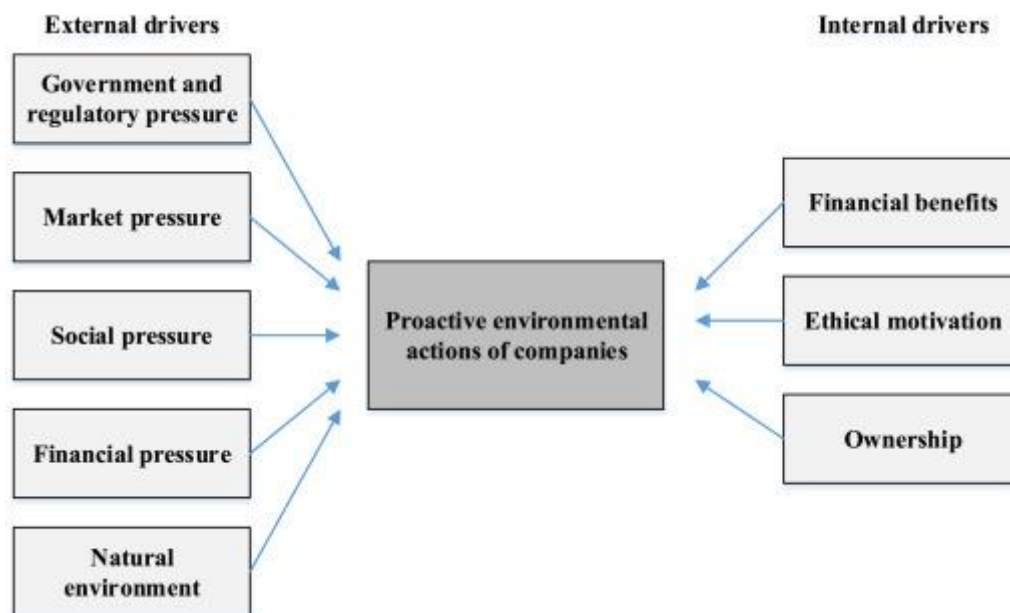 External drivers
Government and
regulatory pressure
Market pressure
Social pressure
Financial pressure
Natural
environment
Proactive environmental
actions of companies
Internal drivers
Financial benefits
Ethical motivation
Ownership